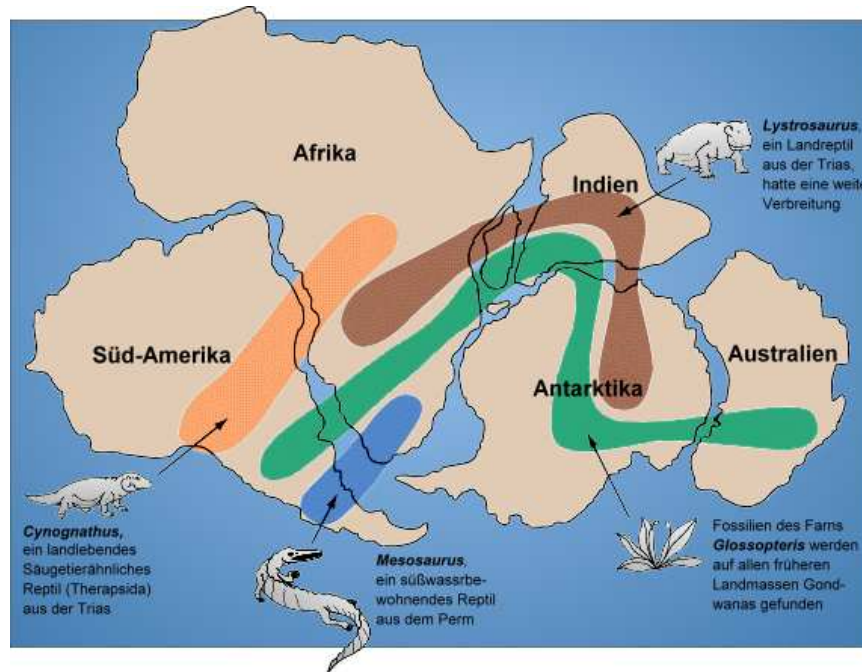 Afrika
Indien
Lystrosaurus,
ein Landreptil
aus der Trias,
hatte eine weite
Verbreitung
Süd-Amerika
Antarktika
Australien
Cynognathus,
ein landlebendes
Säugetierähnliches
Reptil (Therapsida)
aus der Trias
Mesosaurus,
ein süßwassrbe-
wohnendes Reptil
aus dem Perm
Fossilien des Farns
Glossopteris werden
auf allen früheren
Landmassen Gond-
wanas gefunden